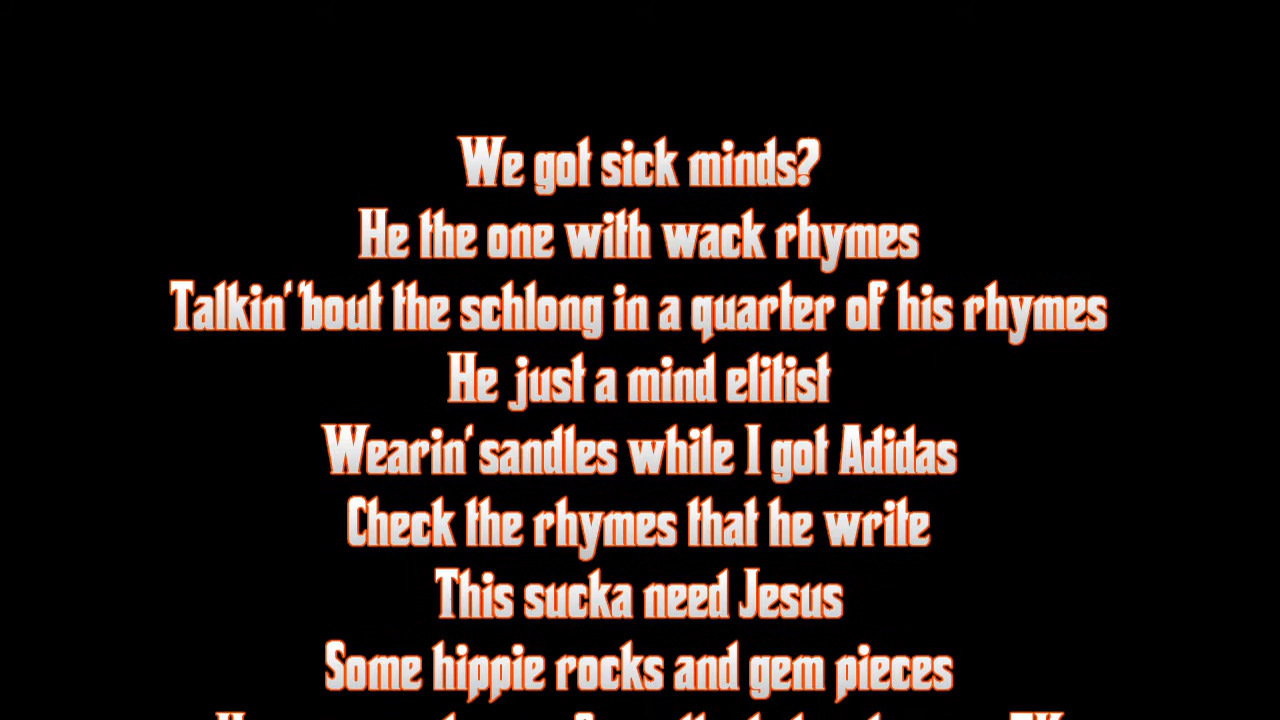 We got sick minds?
He the one with wack rhymes
Talkin' 'bout the schlong in a quarter of his rhymes
He just a mind elitist
Wearin' sandles while I got Adidas
Check the rhymes that he write
This sucka need Jesus
Some hippie rocks and gem pieces